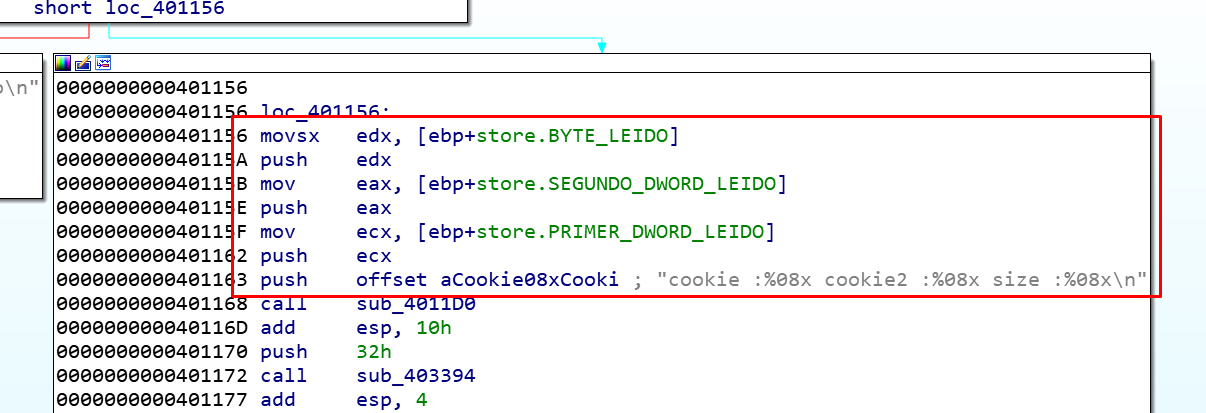 short loc_401156
o\n"
0000000000401156
0000000000401156 loc_401156:
0000000000401156 movsx edx, [ebp+store.BYTE_LEIDO]
000000000040115A push edx
000000000040115B mov eax, [ebp+store.SEGUNDO_DWORD_LEIDO]
000000000040115E push eax
000000000040115F mov ecx, [ebp+store.PRIMER_DWORD_LEIDO]
0000000000401162 push ecx
0000000000401163 push offset aCookie08xCooki ; "cookie :%08x cookie2 :%08x size :%08x\n"
0000000000401168 call sub_4011D0
000000000040116D add esp, 10h
0000000000401170 push 32h
0000000000401172 call sub_403394
0000000000401177 add esp, 4